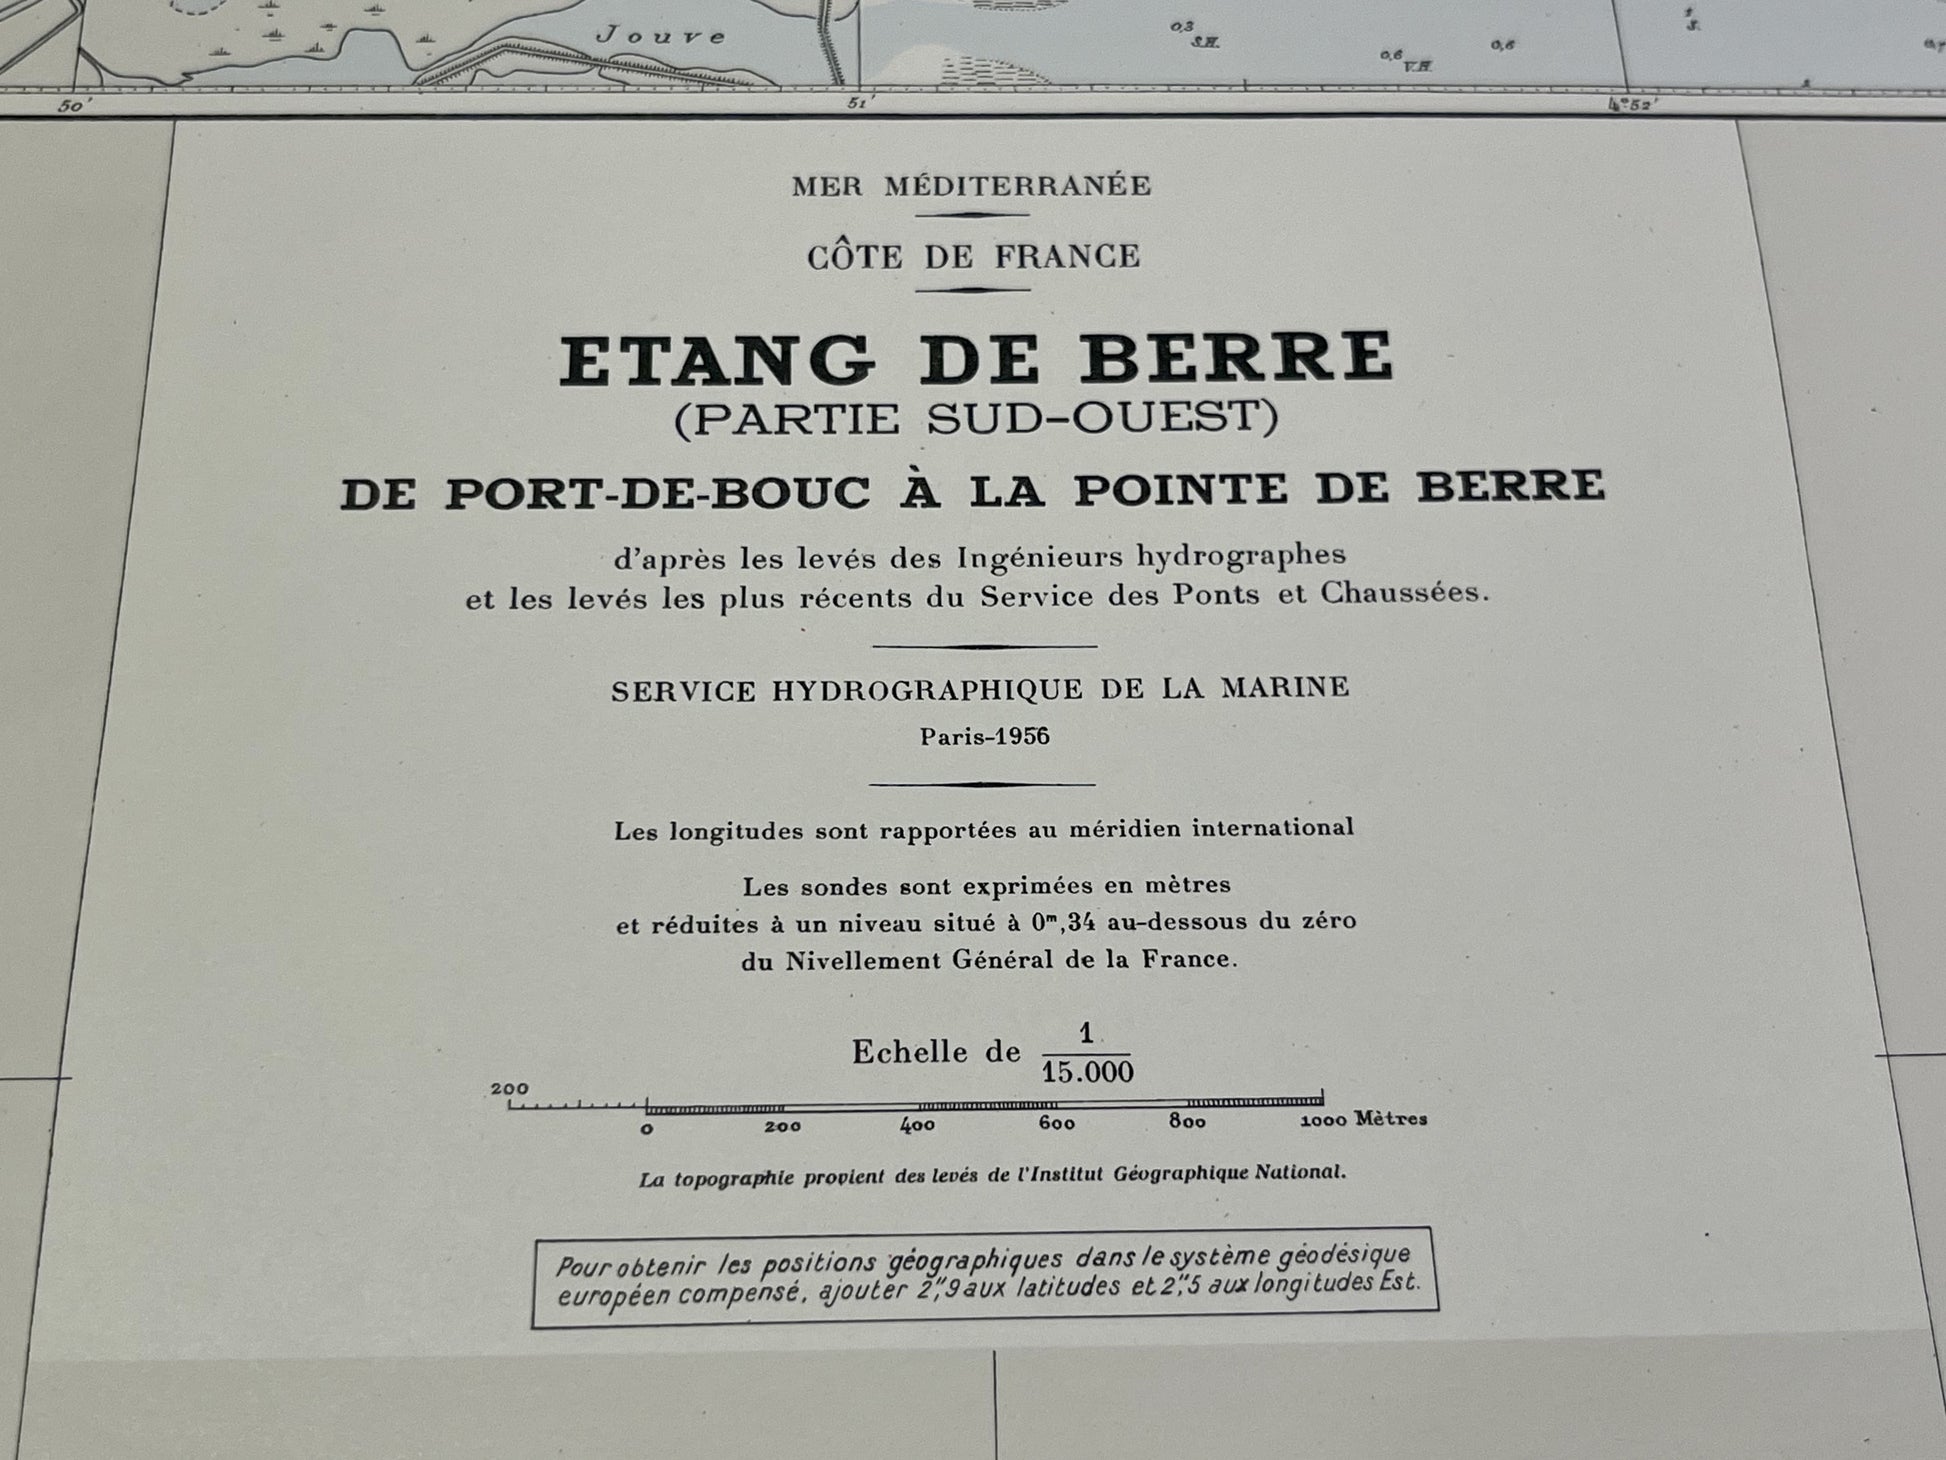 Jouve
0,3
S.H.
0,6
V.H.
0,6
S.
50'
51'
4°52'
MER MÉDITERRANÉE
CÔTE DE FRANCE
ETANG DE BERRE
(PARTIE SUD-OUEST)
DE PORT-DE-BOUC À LA POINTE DE BERRE
d'après les levés des Ingénieurs hydrographes
et les levés les plus récents du Service des Ponts et Chaussées.
SERVICE HYDROGRAPHIQUE DE LA MARINE
Paris-1956
Les longitudes sont rapportées au méridien international
Les sondes sont exprimées en mètres
et réduites à un niveau situé à 0ᵐ,34 au-dessous du zéro
du Nivellement Général de la France.
Echelle de 1/15.000
200
0 200 400 600 800 1000 Mètres
La topographie provient des levés de l'Institut Géographique National.
Pour obtenir les positions géographiques dans le système géodésique
européen compensé, ajouter 2",9 aux latitudes et 2",5 aux longitudes Est.